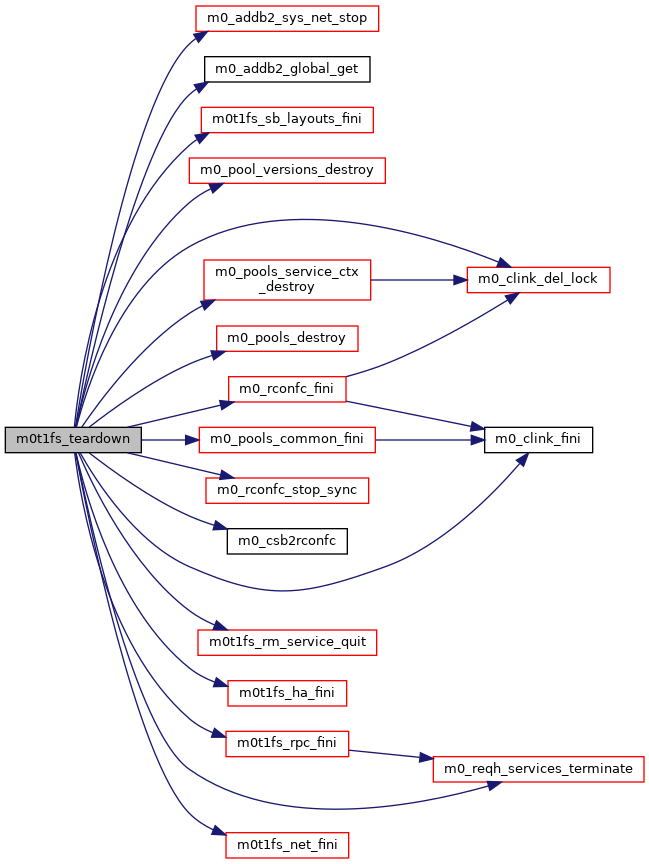 m0_addb2_sys_net_stop
m0_addb2_global_get
m0t1fs_sb_layouts_fini
m0_pool_versions_destroy
m0_pools_service_ctx
_destroy
m0_clink_del_lock
m0_pools_destroy
m0_rconfc_fini
m0t1fs_teardown
m0_pools_common_fini
m0_clink_fini
m0_rconfc_stop_sync
m0_csb2rconfc
m0t1fs_rm_service_quit
m0t1fs_ha_fini
m0t1fs_rpc_fini
m0_reqh_services_terminate
m0t1fs_net_fini